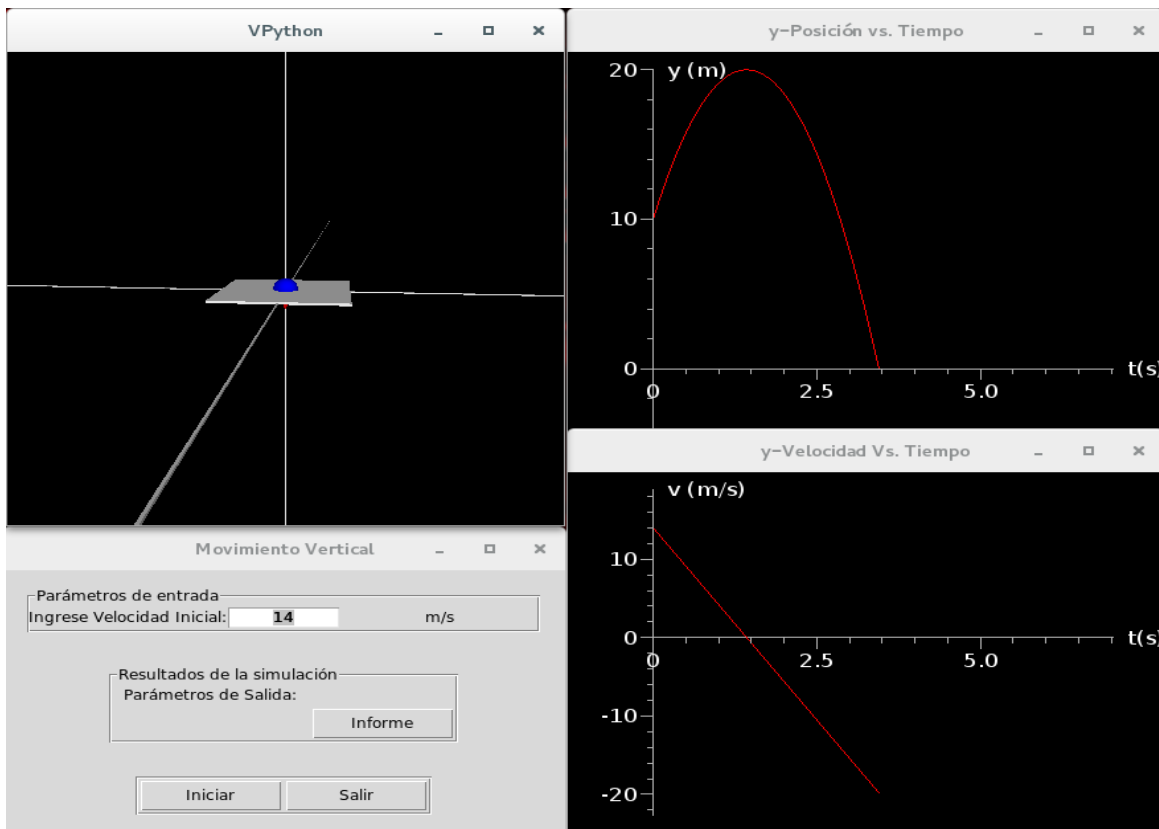 VPython
y-Posición vs. Tiempo
20
y (m)
10
0
0
2.5
5.0
t(s)
y-Velocidad Vs. Tiempo
v (m/s)
10
0
0
2.5
5.0
t(s)
-10
-20
Movimiento Vertical
Parámetros de entrada
Ingrese Velocidad Inicial: 14 m/s
Resultados de la simulación
Parámetros de Salida:
Informe
Iniciar
Salir